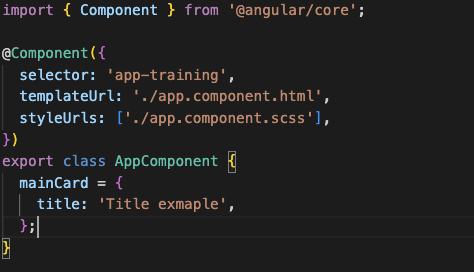 import { Component } from '@angular/core';
@Component({
selector: 'app-training',
templateUrl: './app.component.html',
styleUrls: ['./app.component.scss'],
})
export class AppComponent {
mainCard = {
title: 'Title exmaple',
};
}